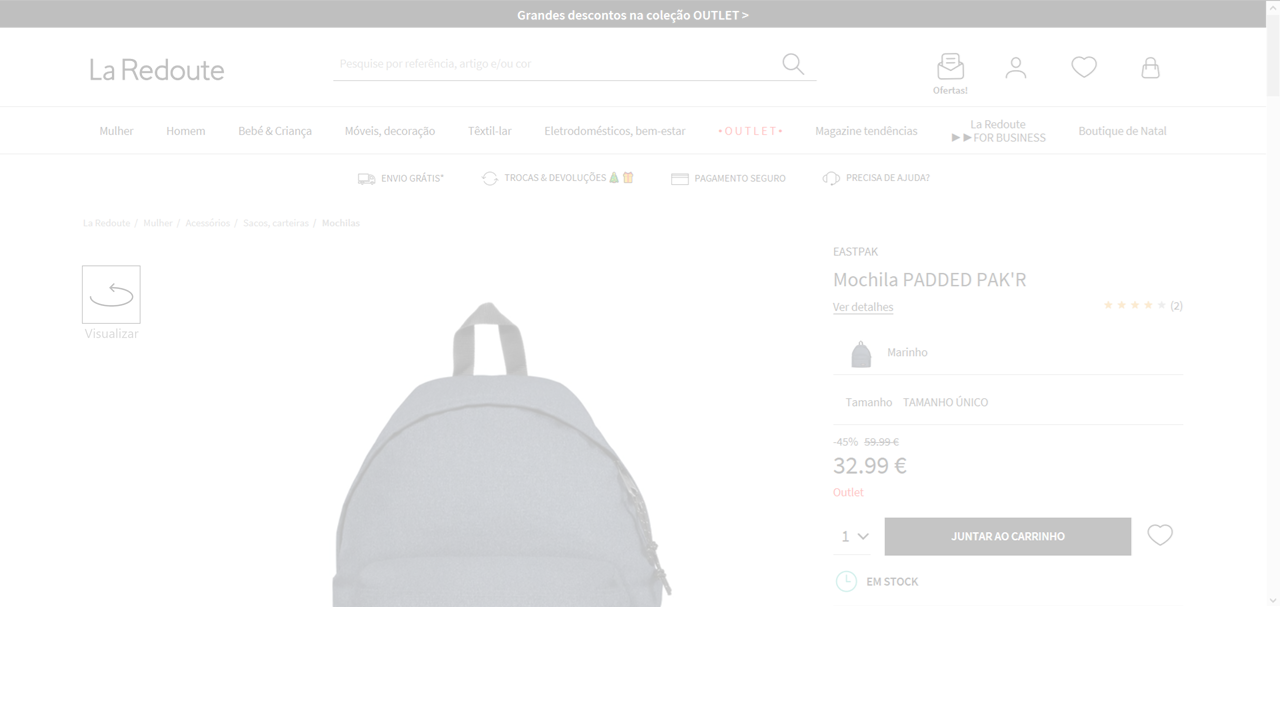 Grandes descontos na coleção OUTLET >
La Redoute
Pesquise por referência, artigo e/ou cor
Ofertas!
Mulher
Homem
Bebé & Criança
Móveis, decoração
Têxtil-lar
Eletrodomésticos, bem-estar
• O U T L E T •
Magazine tendências
La Redoute
►►FOR BUSINESS
Boutique de Natal
ENVIO GRÁTIS*
TROCAS & DEVOLUÇÕES
PAGAMENTO SEGURO
PRECISA DE AJUDA?
La Redoute / Mulher / Acessórios / Sacos, carteiras / Mochilas
Visualizar
EASTPAK
Mochila PADDED PAK'R
Ver detalhes
(2)
Marinho
Tamanho TAMANHO ÚNICO
-45% 59.99 €
32.99 €
Outlet
1
JUNTAR AO CARRINHO
EM STOCK